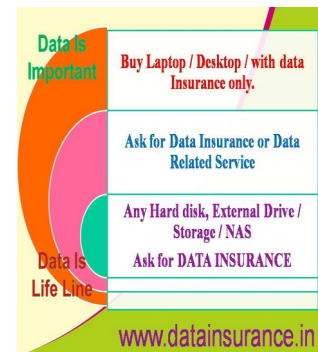 Data Is
Important
Buy Laptop / Desktop / with data
Insurance only.
Ask for Data Insurance or Data
Related Service
Any Hard disk, External Drive /
Storage / NAS
Ask for DATA INSURANCE
Data Is
Life Line
www.datainsurance.in